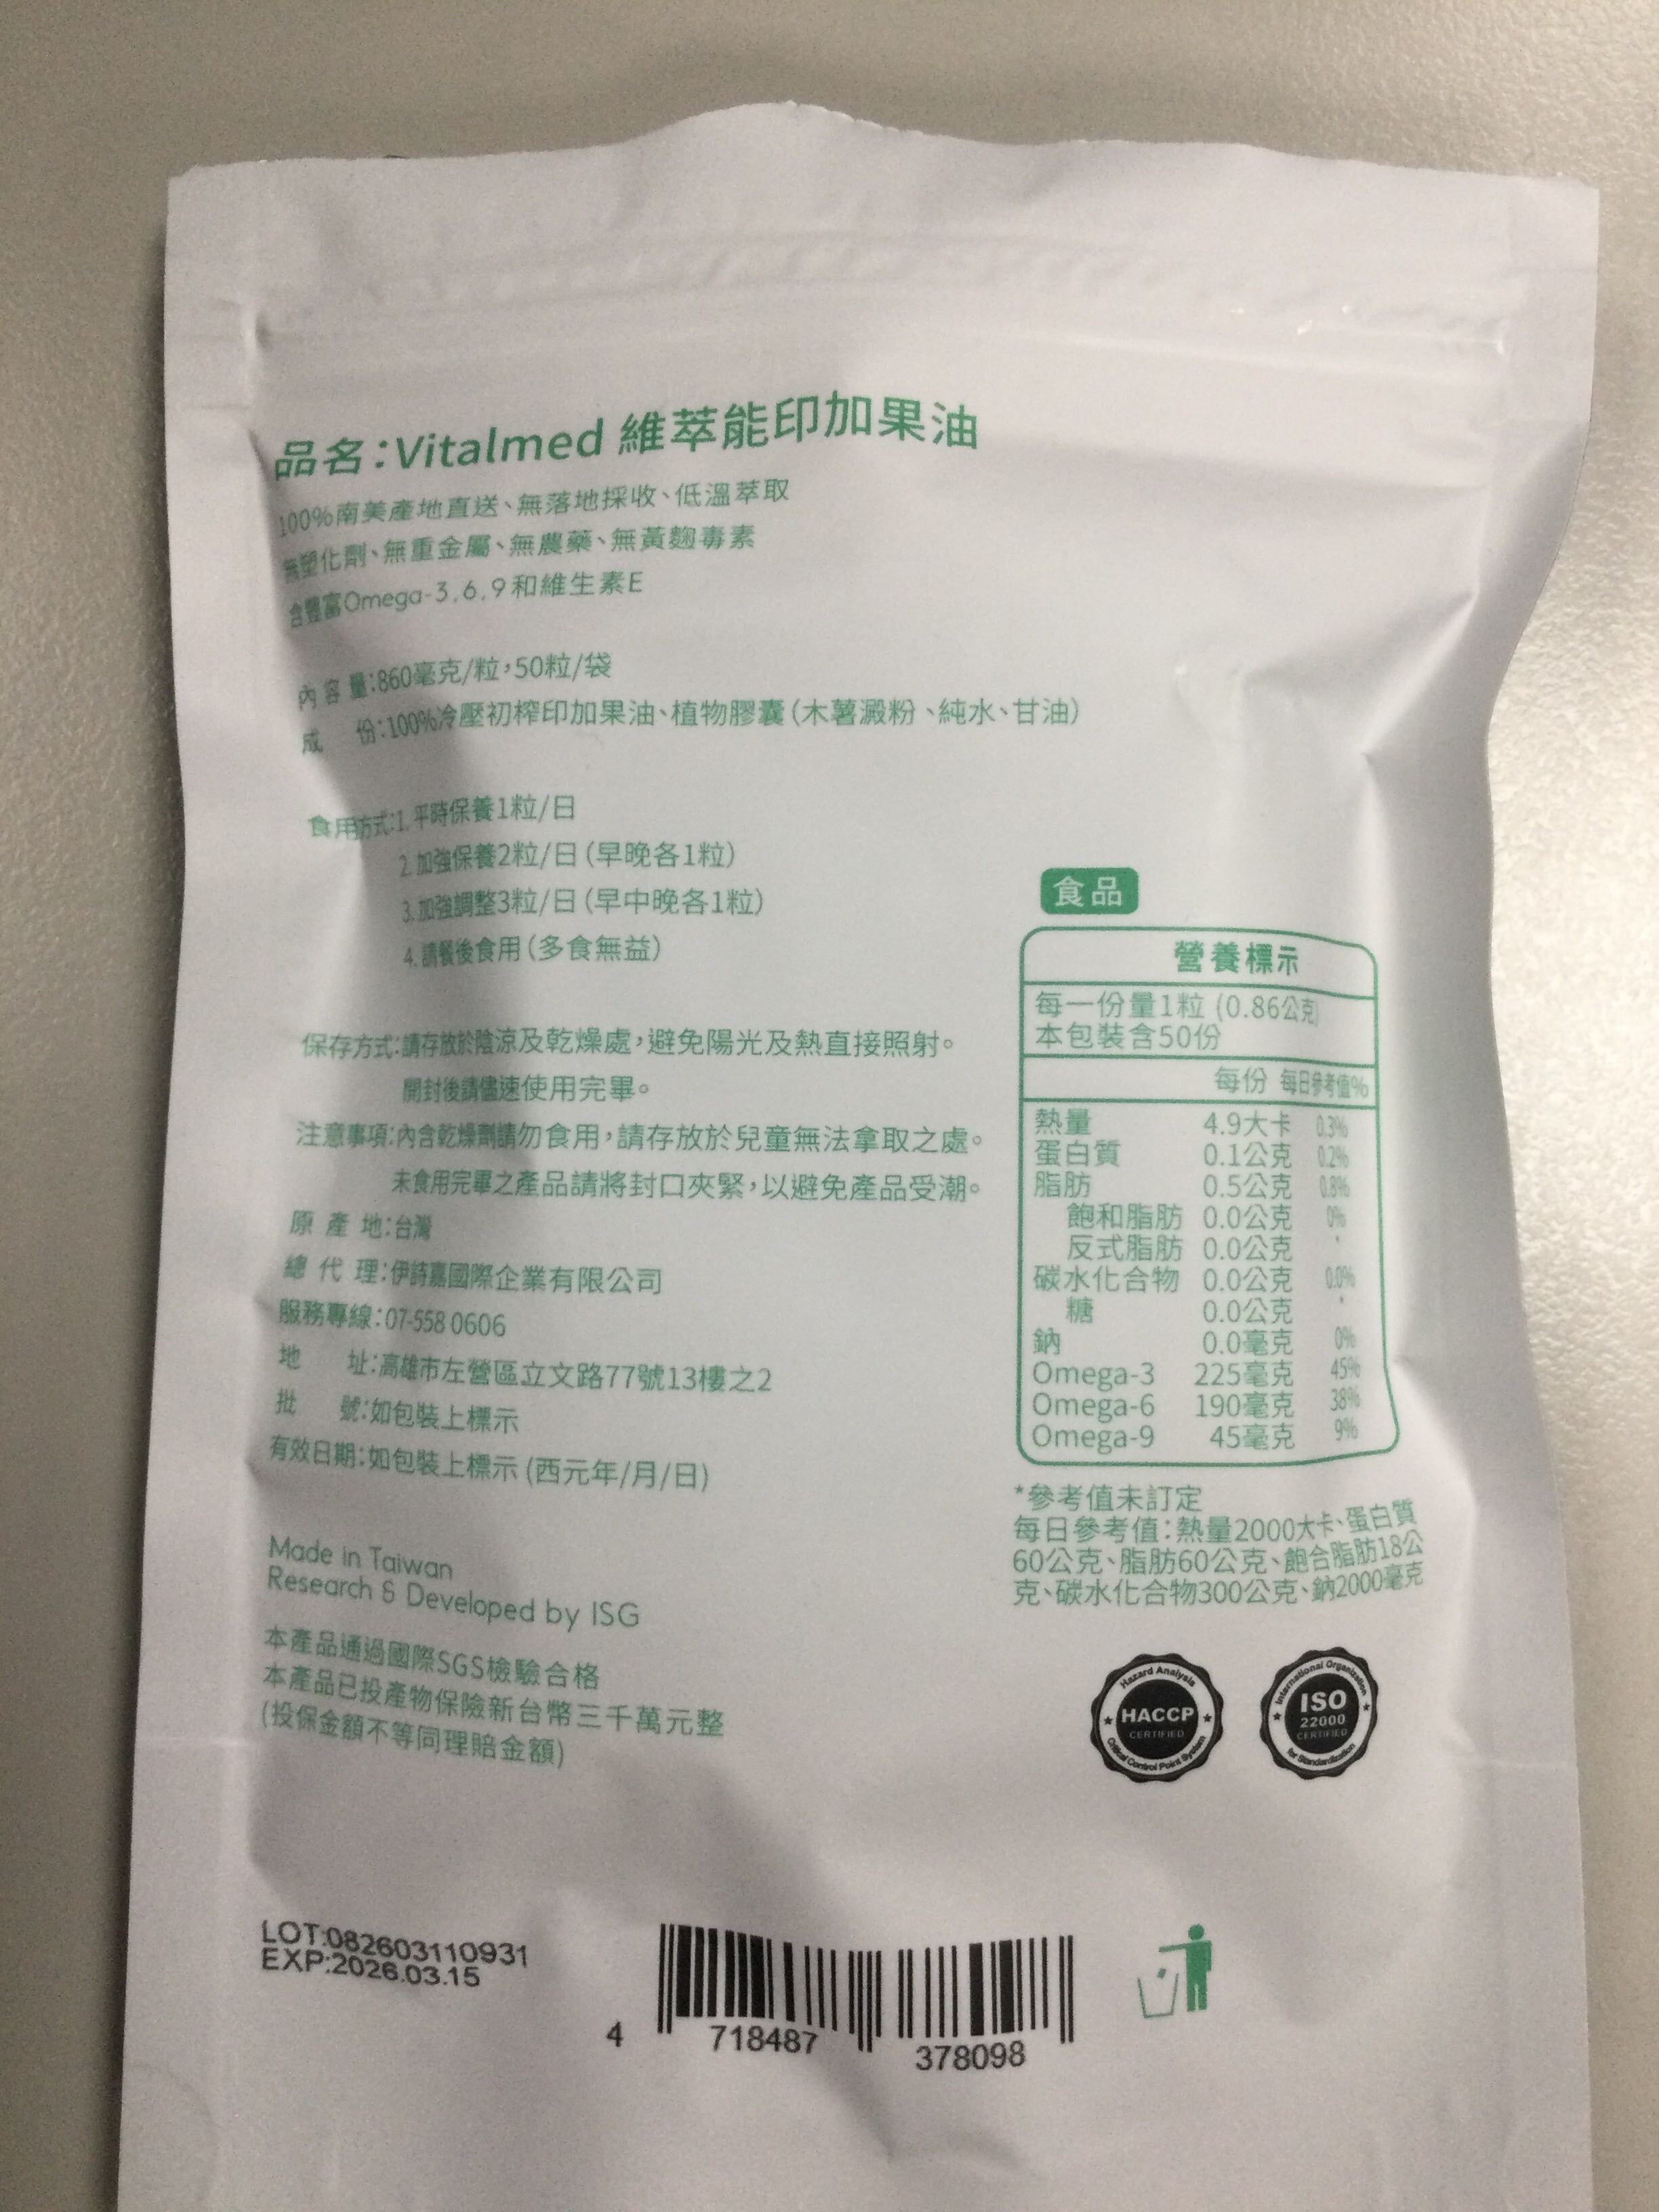 品名:Vitalmed 維萃能印加果油
100%南美產地直送、無落地採收、低溫萃取
無塑化劑、無重金屬、無農藥、無黃麴毒素
含豐富Omega-3,6,9和維生素E
內容量:860毫克/粒,50粒/袋
成份:100%冷壓初榨印加果油、植物膠囊(木薯澱粉、純水、甘油)
食用方式:1.平時保養1粒/日
2.加強保養2粒/日(早晚各1粒)
3.加強調整3粒/日(早中晚各1粒)
4.請餐後食用(多食無益)
保存方式:請存放於陰涼及乾燥處,避免陽光及熱直接照射。
開封後請儘速使用完畢。
注意事項:內含乾燥劑請勿食用,請存放於兒童無法拿取之處。
未食用完畢之產品請將封口夾緊,以避免產品受潮。
原產地:台灣
總代理:伊詩嘉國際企業有限公司
服務專線:07-558 0606
地址:高雄市左營區立文路77號13樓之2
批號:如包裝上標示
有效日期:如包裝上標示(西元年/月/日)
Made in Taiwan
Research & Developed by ISG
本產品通過國際SGS檢驗合格
本產品已投產物保險新台幣三千萬元整
(投保金額不等同理賠金額)
食品
營養標示
每一份量1粒 (0.86公克)
本包裝含50份
每份 每日參考值%
熱量 4.9大卡 0.3%
蛋白質 0.1公克 0.2%
脂肪 0.5公克 0.8%
飽和脂肪 0.0公克 0%
反式脂肪 0.0公克 *
碳水化合物 0.0公克 0.0%
糖 0.0公克 *
鈉 0.0毫克 0%
Omega-3 225毫克 45%
Omega-6 190毫克 38%
Omega-9 45毫克 9%
*參考值未訂定
每日參考值:熱量2000大卡、蛋白質
60公克、脂肪60公克、飽合脂肪18公
克、碳水化合物300公克、鈉2000毫克
Hazard Analysis
HACCP
CERTIFIED
Critical Control Point System
International Organization
ISO
22000
CERTIFIED
for Standardization
LOT:082603110931
EXP:2026.03.15
4 718487 378098